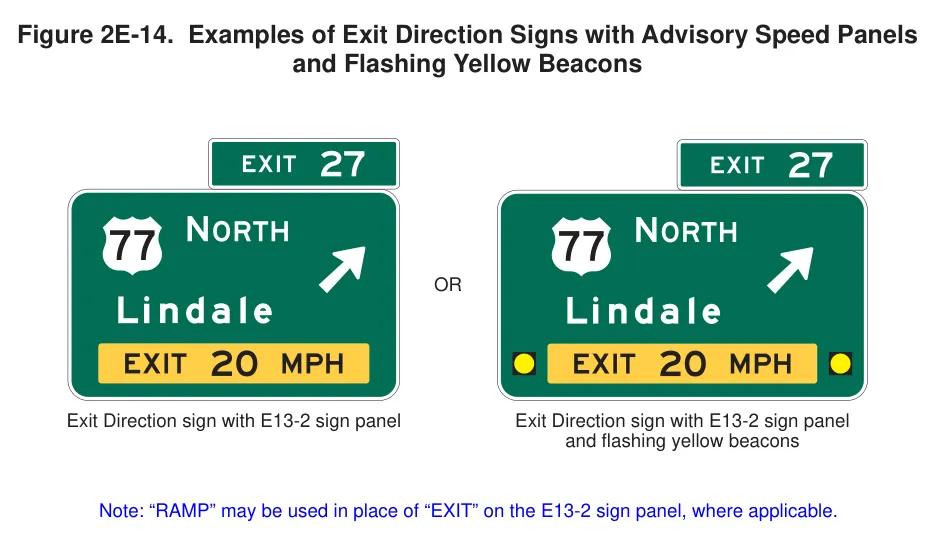 Figure 2E-14. Examples of Exit Direction Signs with Advisory Speed Panels
and Flashing Yellow Beacons
EXIT 27
77 NORTH
Lindale
EXIT 20 MPH
Exit Direction sign with E13-2 sign panel
OR
EXIT 27
77 NORTH
Lindale
EXIT 20 MPH
Exit Direction sign with E13-2 sign panel
and flashing yellow beacons
Note: “RAMP” may be used in place of “EXIT” on the E13-2 sign panel, where applicable.